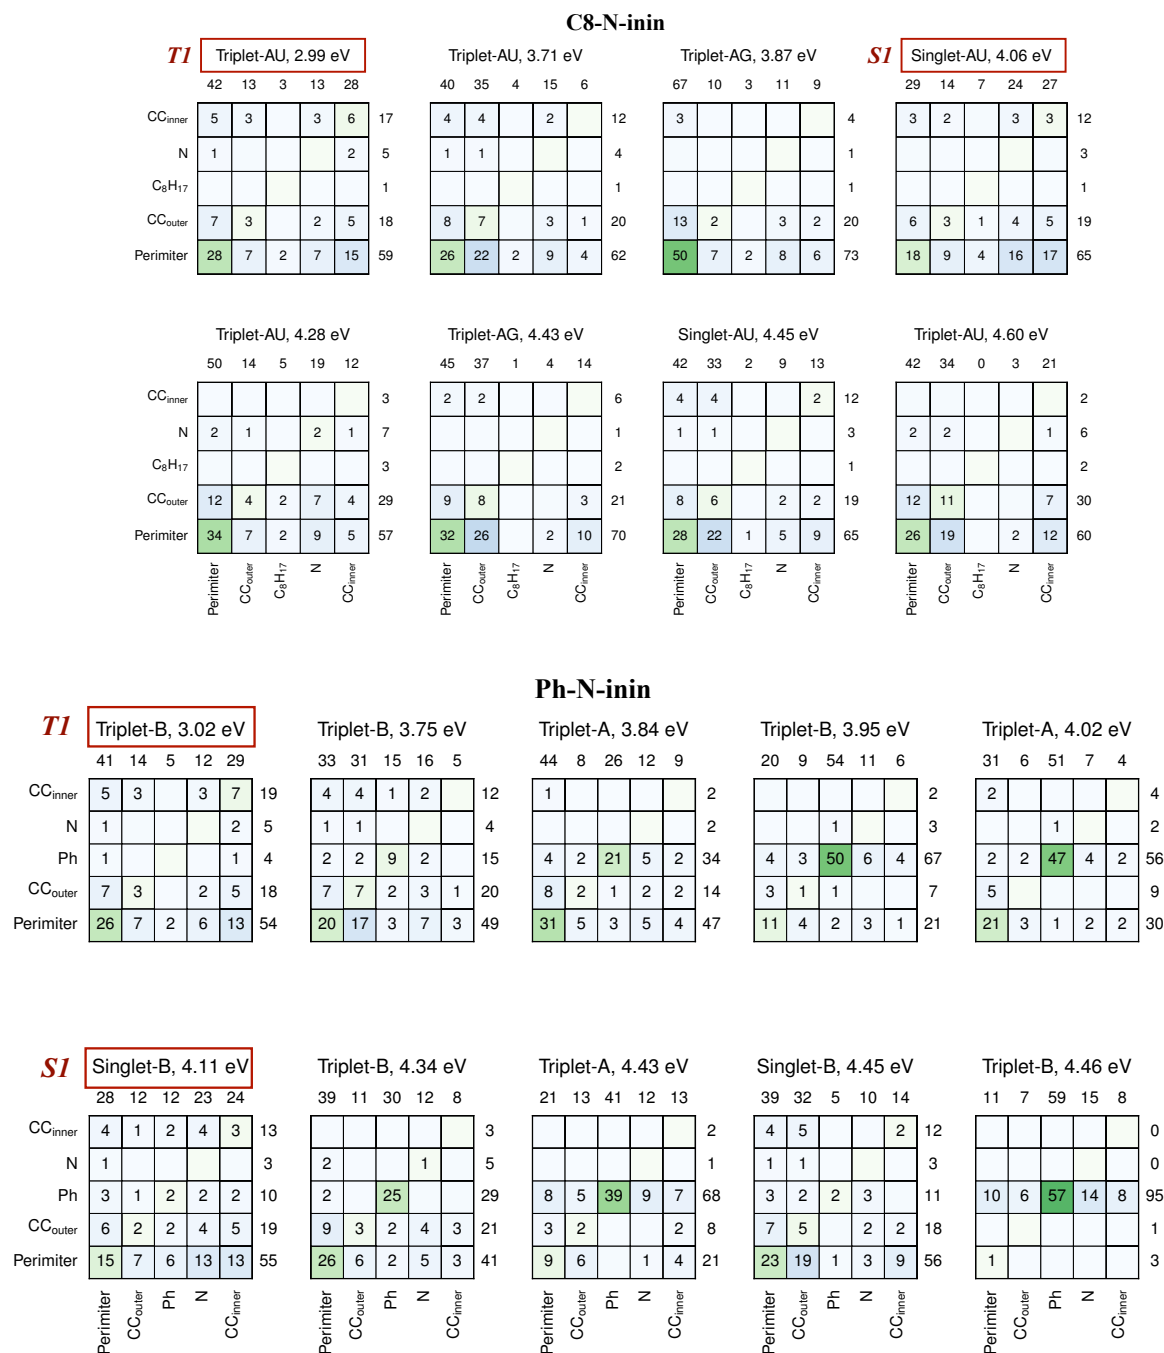 C8-N-inin
T1 Triplet-AU, 2.99 eV Triplet-AU, 3.71 eV Triplet-AG, 3.87 eV S1 Singlet-AU, 4.06 eV
42 13 3 13 28 40 35 4 15 6 67 10 3 11 9 29 14 7 24 27
CCinner 5 3 3 6 17 4 4 2 12 3 4 3 2 3 3 12
N 1 2 5 1 1 4 1 3
C8H17 1 1 1 1
CCouter 7 3 2 5 18 8 7 3 1 20 13 2 3 2 20 6 3 1 4 5 19
Perimiter 28 7 2 7 15 59 26 22 2 9 4 62 50 7 2 8 6 73 18 9 4 16 17 65
Triplet-AU, 4.28 eV Triplet-AG, 4.43 eV Singlet-AU, 4.45 eV Triplet-AU, 4.60 eV
50 14 5 19 12 45 37 1 4 14 42 33 2 9 13 42 34 0 3 21
CCinner 3 2 2 6 4 4 2 12 2
N 2 1 2 1 7 1 1 1 3 2 2 1 6
C8H17 3 2 1 2
CCouter 12 4 2 7 4 29 9 8 3 21 8 6 2 2 19 12 11 7 30
Perimiter 34 7 2 9 5 57 32 26 2 10 70 28 22 1 5 9 65 26 19 2 12 60
Perimiter CCouter C8H17 N CCinner Perimiter CCouter C8H17 N CCinner Perimiter CCouter C8H17 N CCinner Perimiter CCouter C8H17 N CCinner
Ph-N-inin
T1 Triplet-B, 3.02 eV Triplet-B, 3.75 eV Triplet-A, 3.84 eV Triplet-B, 3.95 eV Triplet-A, 4.02 eV
41 14 5 12 29 33 31 15 16 5 44 8 26 12 9 20 9 54 11 6 31 6 51 7 4
CCinner 5 3 3 7 19 4 4 1 2 12 1 2 2 2 4
N 1 2 5 1 1 4 2 1 3 1 2
Ph 1 1 4 2 2 9 2 15 4 2 21 5 2 34 4 3 50 6 4 67 2 2 47 4 2 56
CCouter 7 3 2 5 18 7 7 2 3 1 20 8 2 1 2 2 14 3 1 1 7 5 9
Perimiter 26 7 2 6 13 54 20 17 3 7 3 49 31 5 3 5 4 47 11 4 2 3 1 21 21 3 1 2 2 30
S1 Singlet-B, 4.11 eV Triplet-B, 4.34 eV Triplet-A, 4.43 eV Singlet-B, 4.45 eV Triplet-B, 4.46 eV
28 12 12 23 24 39 11 30 12 8 21 13 41 12 13 39 32 5 10 14 11 7 59 15 8
CCinner 4 1 2 4 3 13 3 2 4 5 2 12 0
N 1 3 2 1 5 1 1 1 3 0
Ph 3 1 2 2 2 10 2 25 29 8 5 39 9 7 68 3 2 2 3 11 10 6 57 14 8 95
CCouter 6 2 2 4 5 19 9 3 2 4 3 21 3 2 2 8 7 5 2 2 18 1
Perimiter 15 7 6 13 13 55 26 6 2 5 3 41 9 6 1 4 21 23 19 1 3 9 56 1 3
Perimiter CCouter Ph N CCinner Perimiter CCouter Ph N CCinner Perimiter CCouter Ph N CCinner Perimiter CCouter Ph N CCinner Perimiter CCouter Ph N CCinner